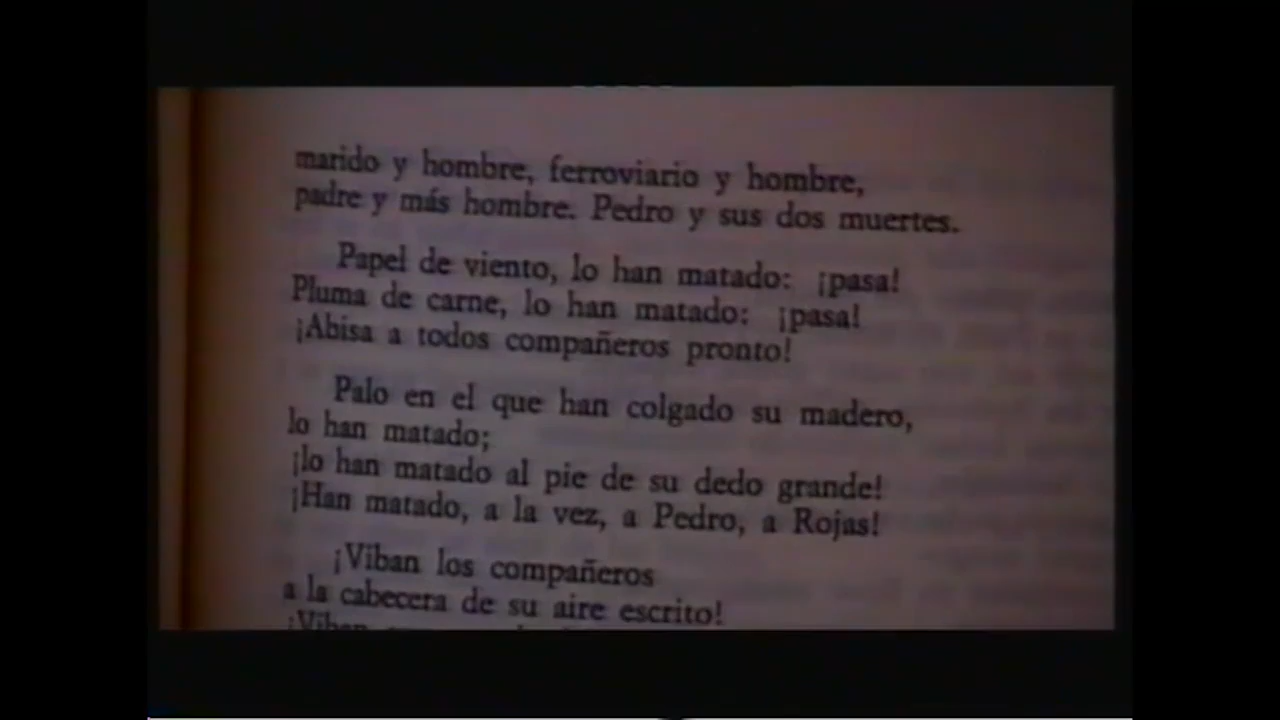 marido y hombre, ferroviario y hombre,
padre y más hombre. Pedro y sus dos muertes.
Papel de viento, lo han matado: ¡pasa!
Pluma de carne, lo han matado: ¡pasa!
¡Abisa a todos compañeros pronto!
Palo en el que han colgado su madero,
lo han matado;
¡lo han matado al pie de su dedo grande!
¡Han matado, a la vez, a Pedro, a Rojas!
¡Viban los compañeros
a la cabecera de su aire escrito!
¡Viban